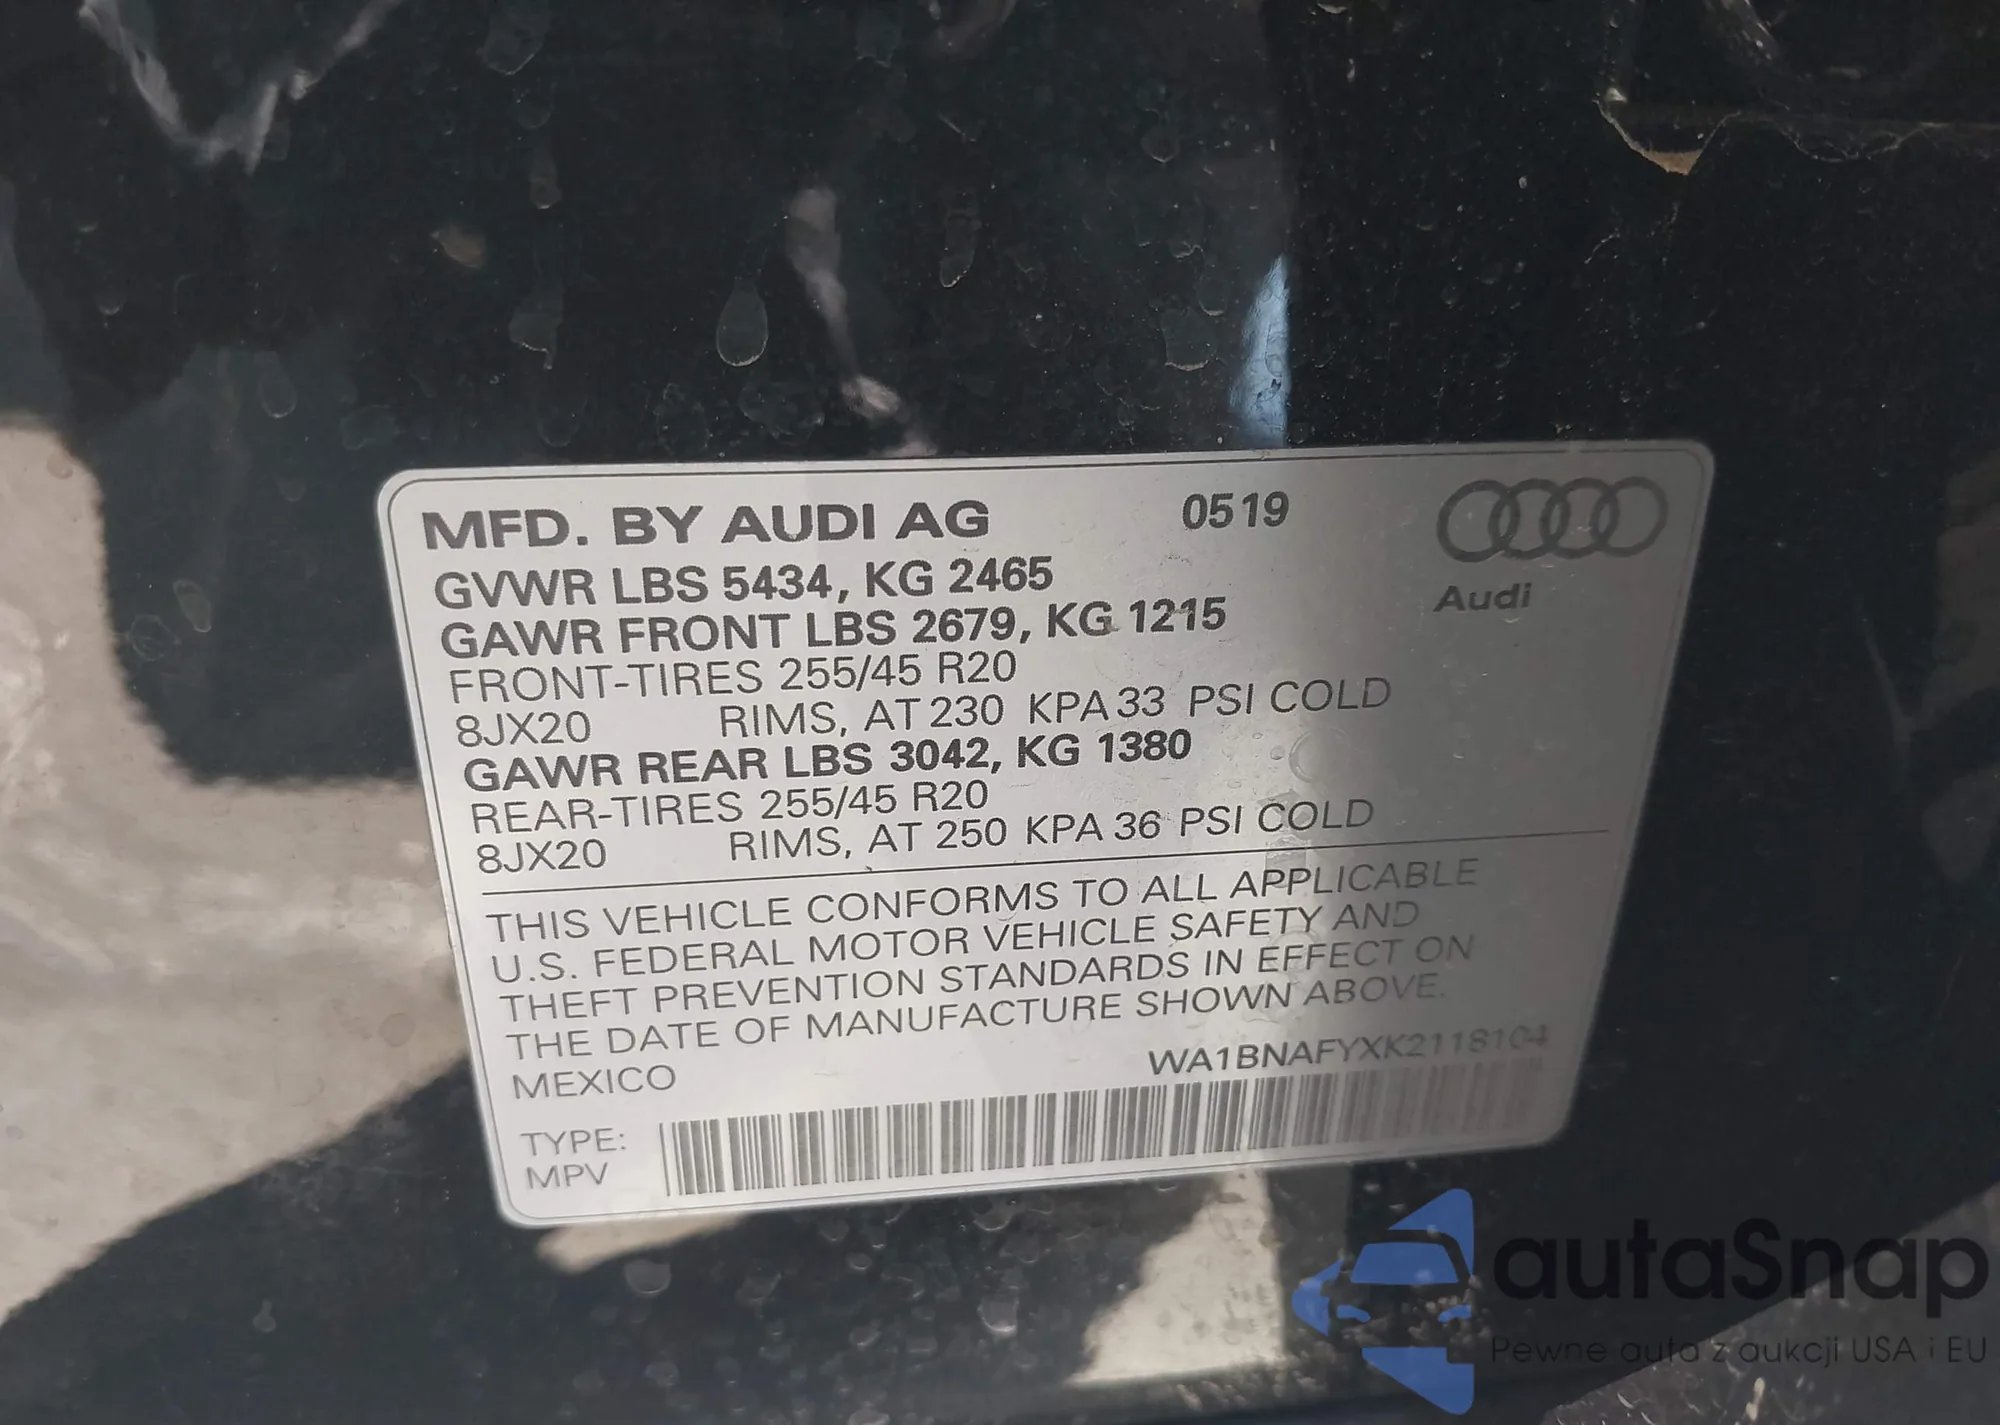 MFD. BY AUDI AG 0519
Audi
GVWR LBS 5434, KG 2465
GAWR FRONT LBS 2679, KG 1215
FRONT-TIRES 255/45 R20
8JX20 RIMS, AT 230 KPA 33 PSI COLD
GAWR REAR LBS 3042, KG 1380
REAR-TIRES 255/45 R20
8JX20 RIMS, AT 250 KPA 36 PSI COLD
THIS VEHICLE CONFORMS TO ALL APPLICABLE
U.S. FEDERAL MOTOR VEHICLE SAFETY AND
THEFT PREVENTION STANDARDS IN EFFECT ON
THE DATE OF MANUFACTURE SHOWN ABOVE.
MEXICO WA1BNAFYXK2118104
TYPE:
MPV
autaSnap
Pewne auto z aukcji USA i EU